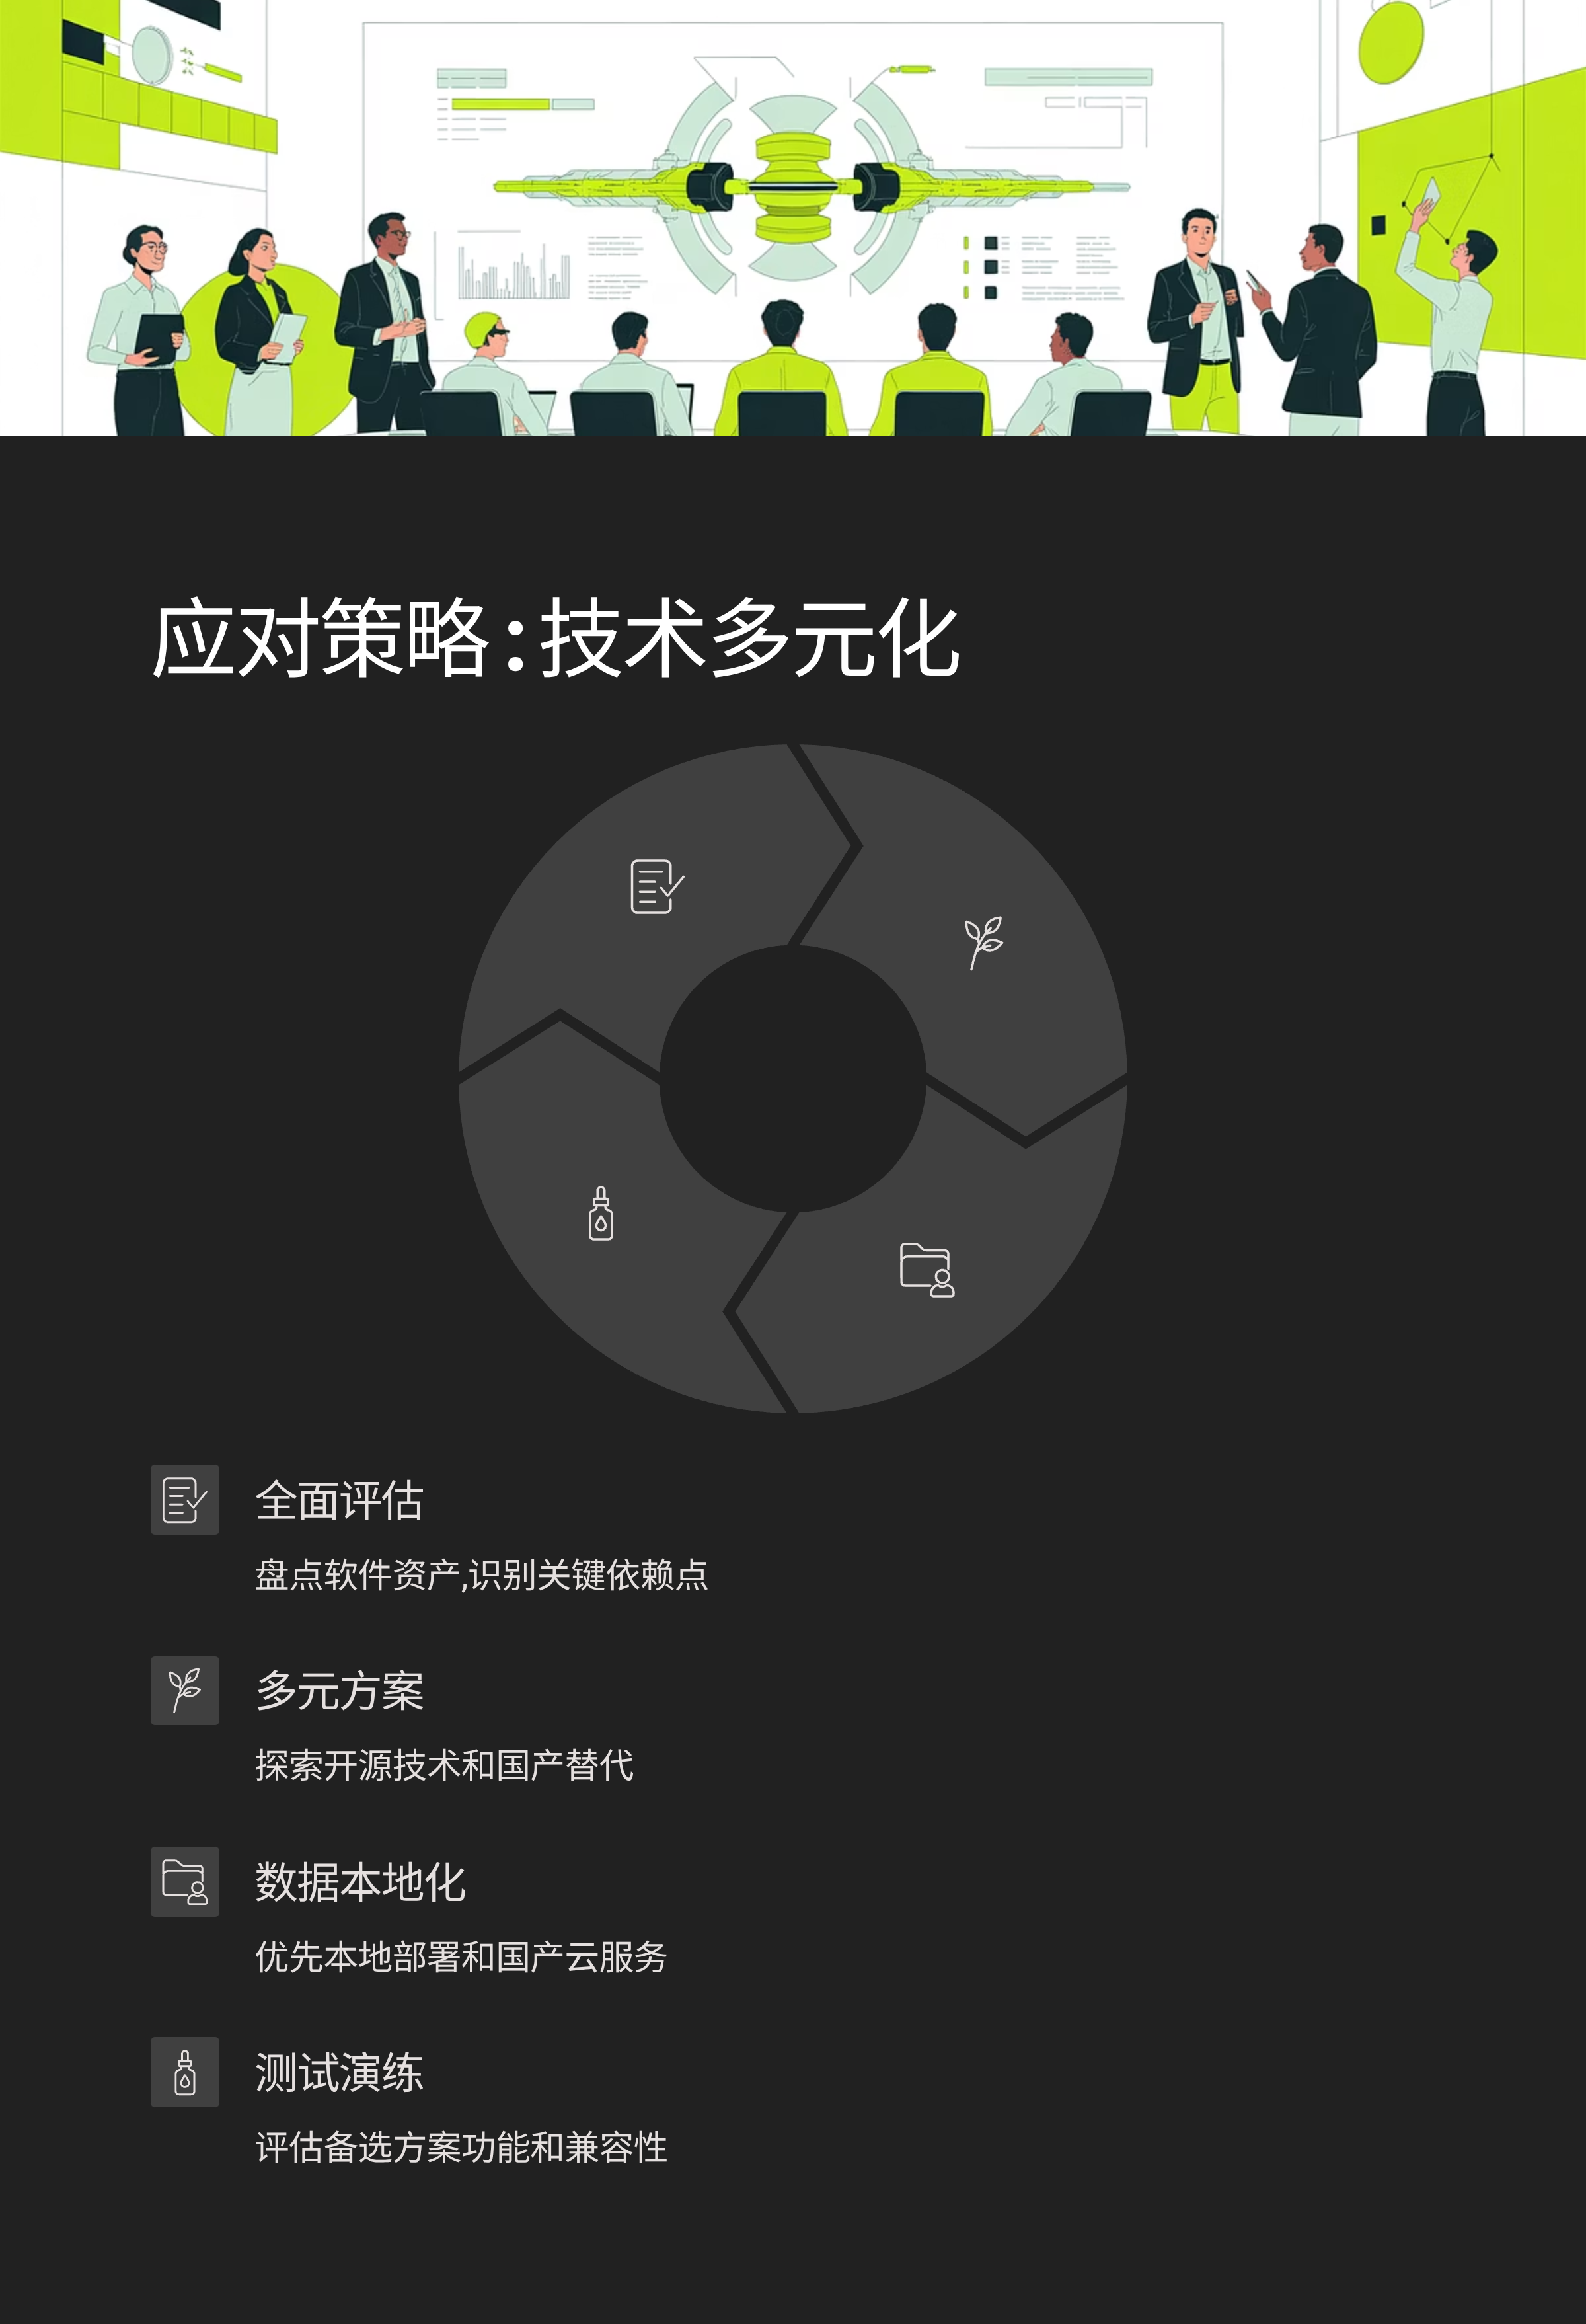 应对策略:技术多元化
全面评估
盘点软件资产,识别关键依赖点
多元方案
探索开源技术和国产替代
数据本地化
优先本地部署和国产云服务
测试演练
评估备选方案功能和兼容性